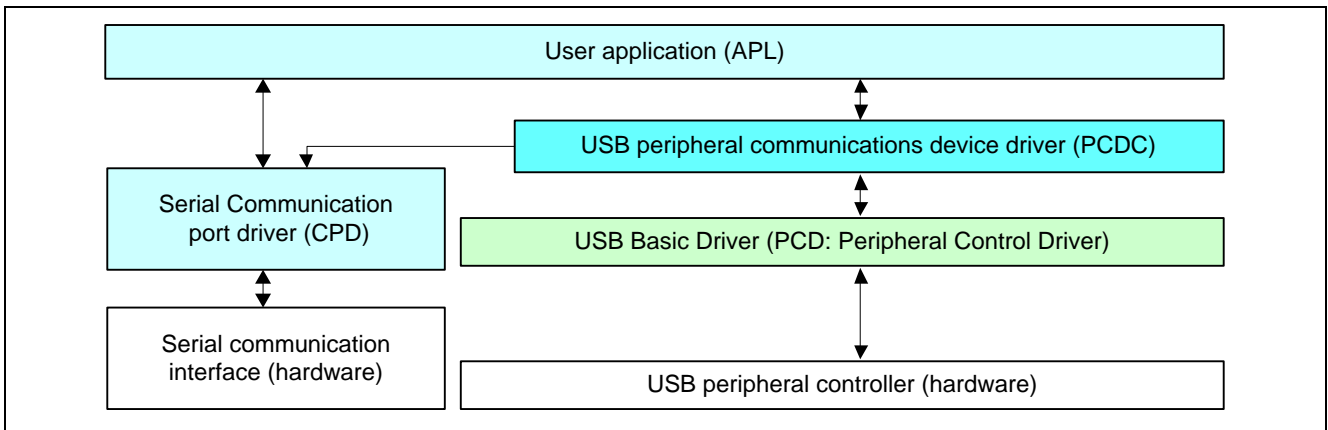 User application (APL)
USB peripheral communications device driver (PCDC)
Serial Communication
port driver (CPD)
USB Basic Driver (PCD: Peripheral Control Driver)
Serial communication
interface (hardware)
USB peripheral controller (hardware)